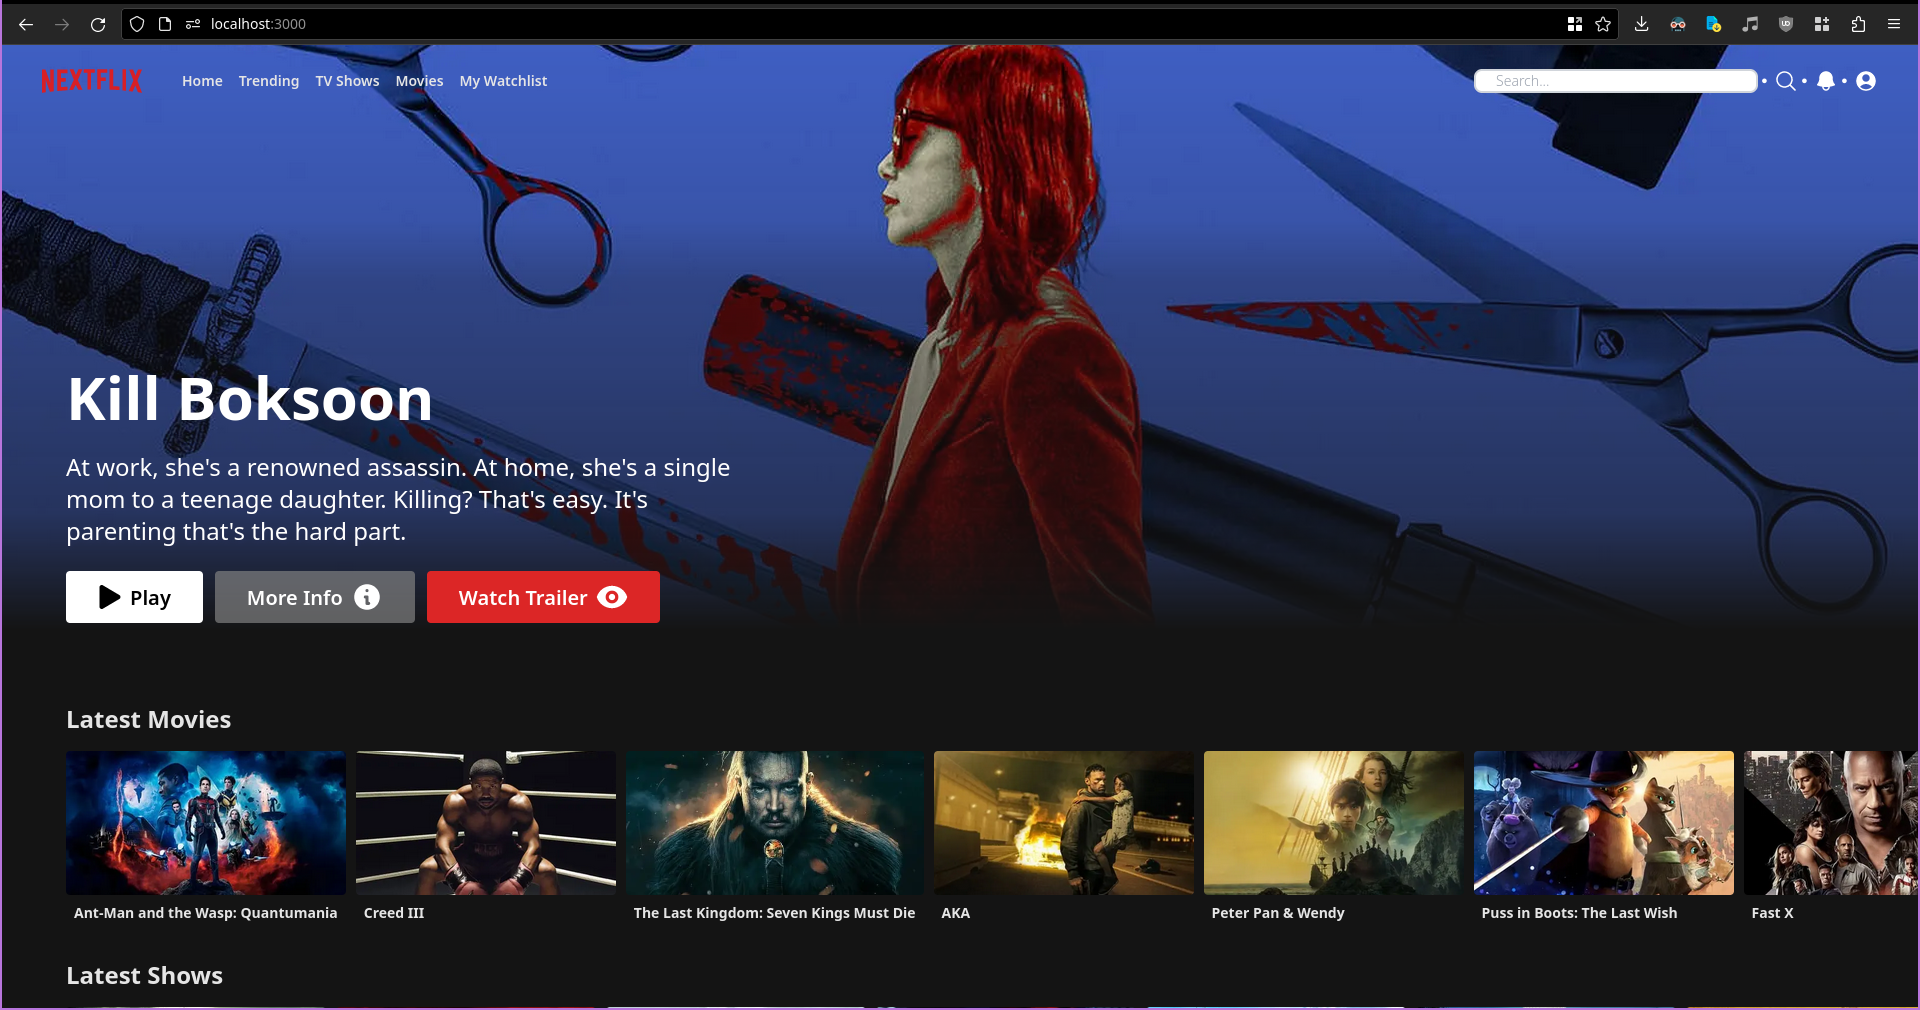 localhost:3000
NEXTFLIX
Home Trending TV Shows Movies My Watchlist
Search...
Kill Boksoon
At work, she's a renowned assassin. At home, she's a single
mom to a teenage daughter. Killing? That's easy. It's
parenting that's the hard part.
Play More Info Watch Trailer
Latest Movies
Ant-Man and the Wasp: Quantumania Creed III The Last Kingdom: Seven Kings Must Die AKA Peter Pan & Wendy Puss in Boots: The Last Wish Fast X
Latest Shows